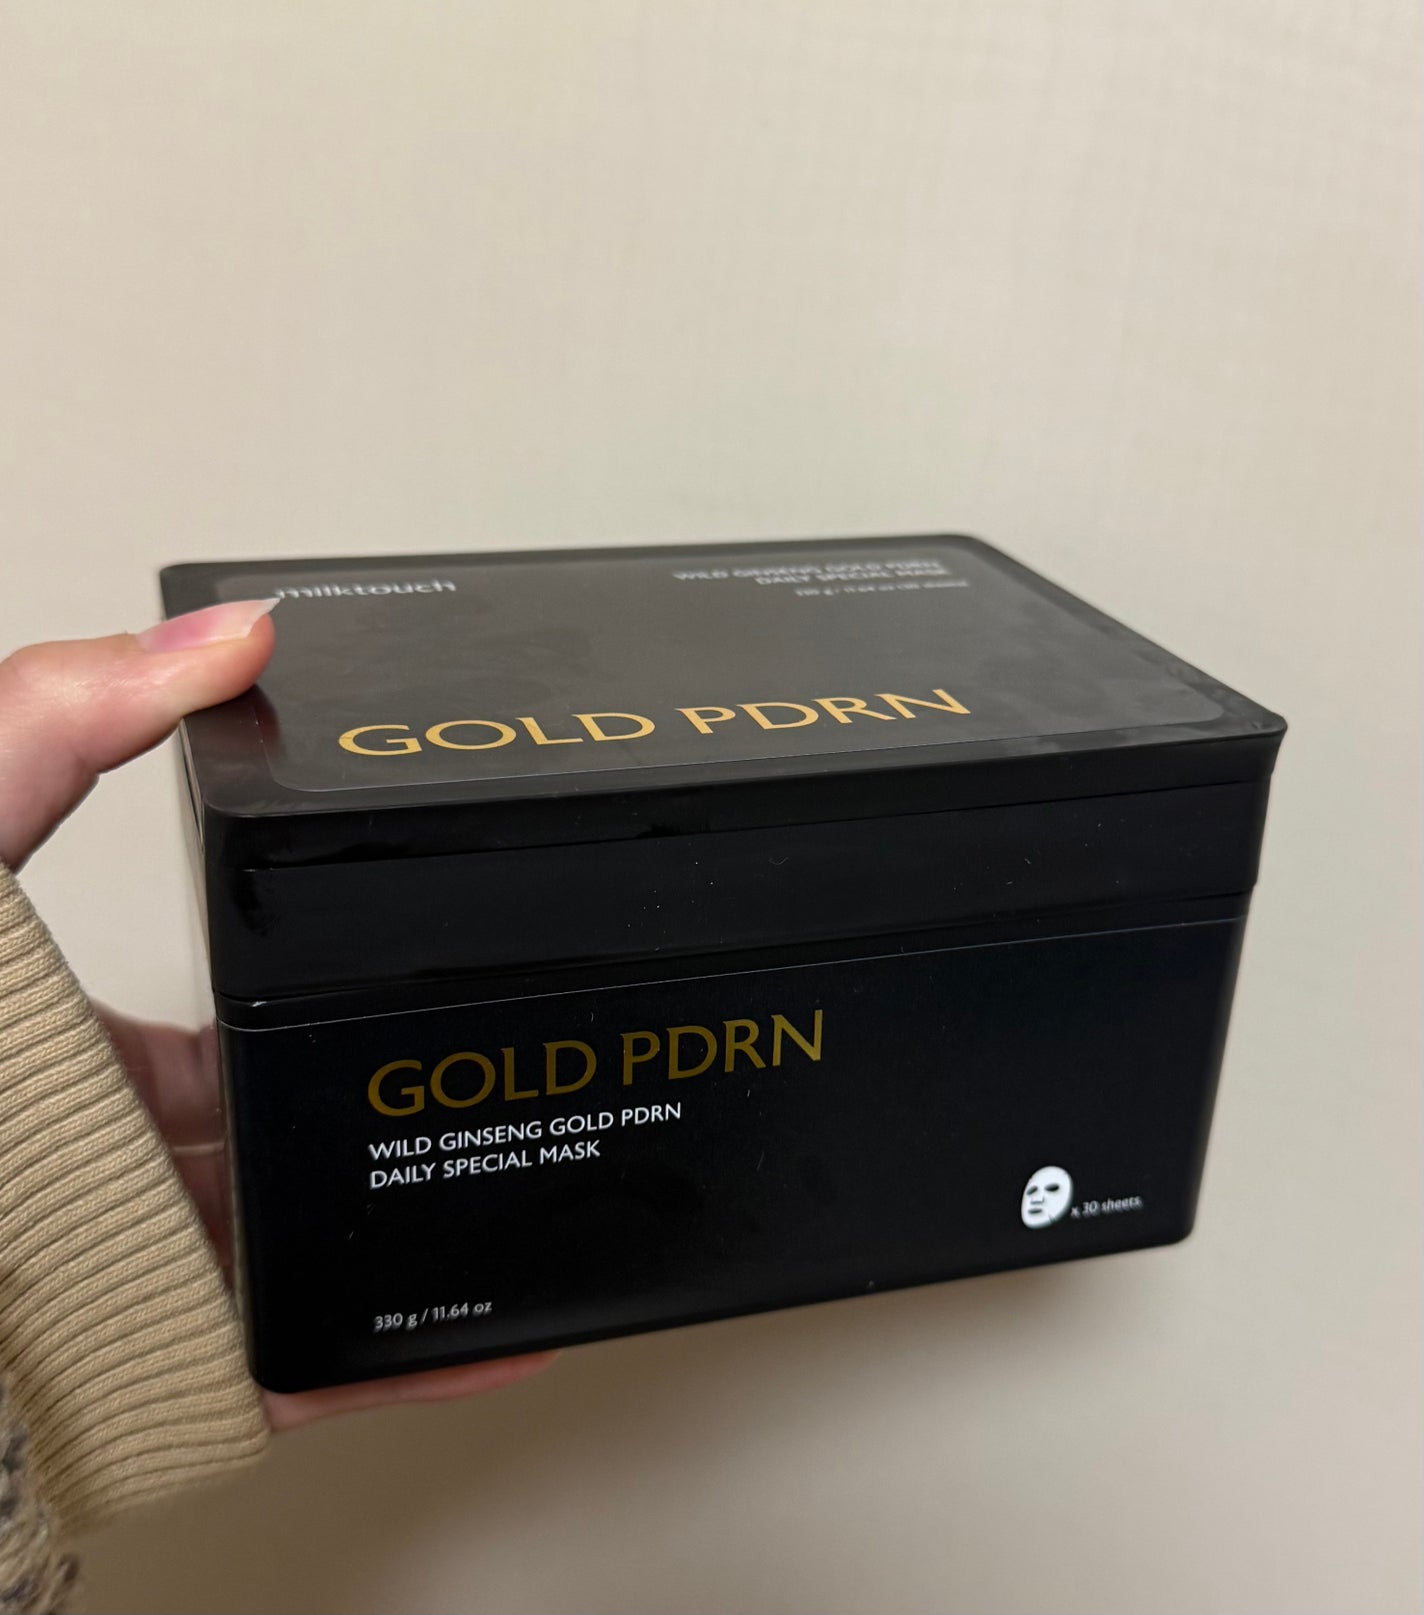 milktouch
WILD GINSENG GOLD PDRN
DAILY SPECIAL MASK
GOLD PDRN
GOLD PDRN
WILD GINSENG GOLD PDRN
DAILY SPECIAL MASK
x 30 sheets
330 g / 11.64 oz